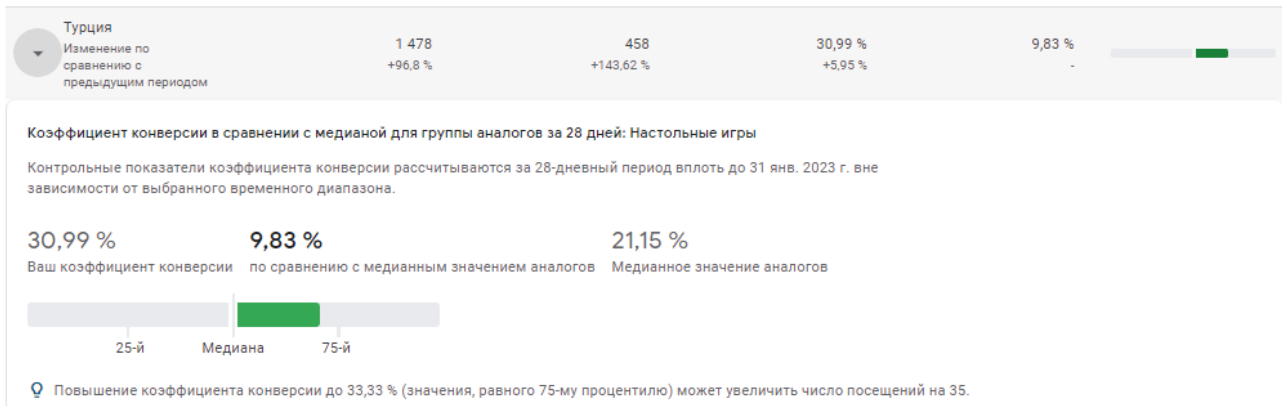 Турция
Изменение по
сравнению с
предыдущим периодом
1 478
+96,8 %
458
+143,62 %
30,99 %
+5,95 %
9,83 %
-
Коэффициент конверсии в сравнении с медианой для группы аналогов за 28 дней: Настольные игры
Контрольные показатели коэффициента конверсии рассчитываются за 28-дневный период вплоть до 31 янв. 2023 г. вне
зависимости от выбранного временного диапазона.
30,99 %
Ваш коэффициент конверсии
9,83 %
по сравнению с медианным значением аналогов
21,15 %
Медианное значение аналогов
25-й Медиана 75-й
Повышение коэффициента конверсии до 33,33 % (значения, равного 75-му процентилю) может увеличить число посещений на 35.